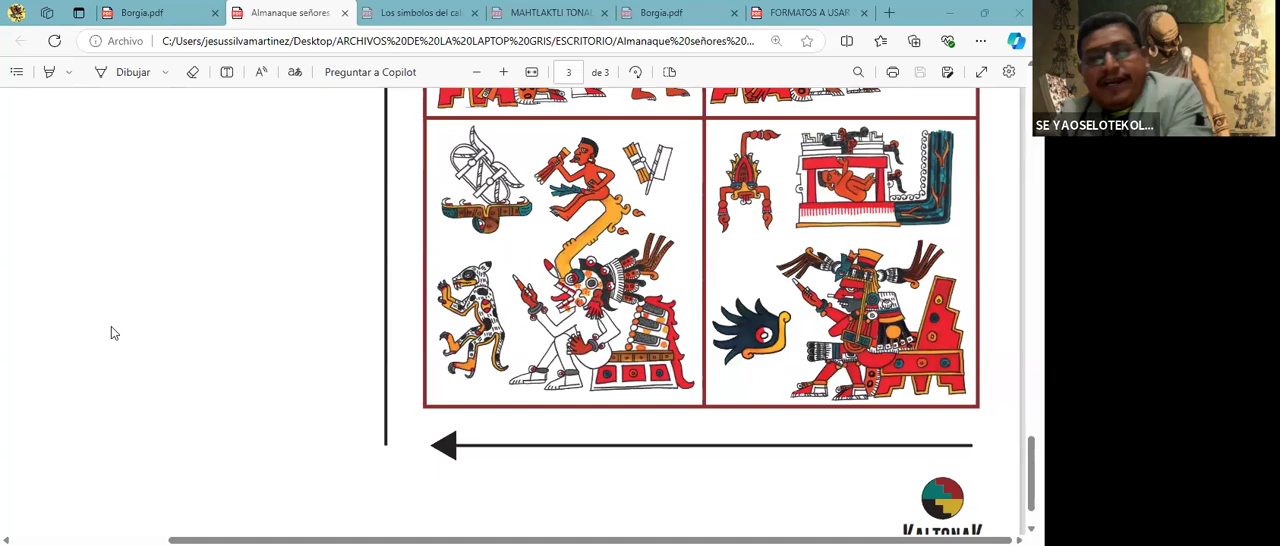 Borgia.pdf
Almanaque señores
Los simbolos del cal
MAHTLAKTLI TONAL
Borgia.pdf
FORMATOS A USAR
Archivo
C:/Users/jesussilvamartinez/Desktop/ARCHIVOS%20DE%20LA%20LAPTOP%20GRIS/ESCRITORIO/Almanaque%20señores%20...
Dibujar
Preguntar a Copilot
3
de 3
SE YAOSELOTEKOL...
KALTONAK